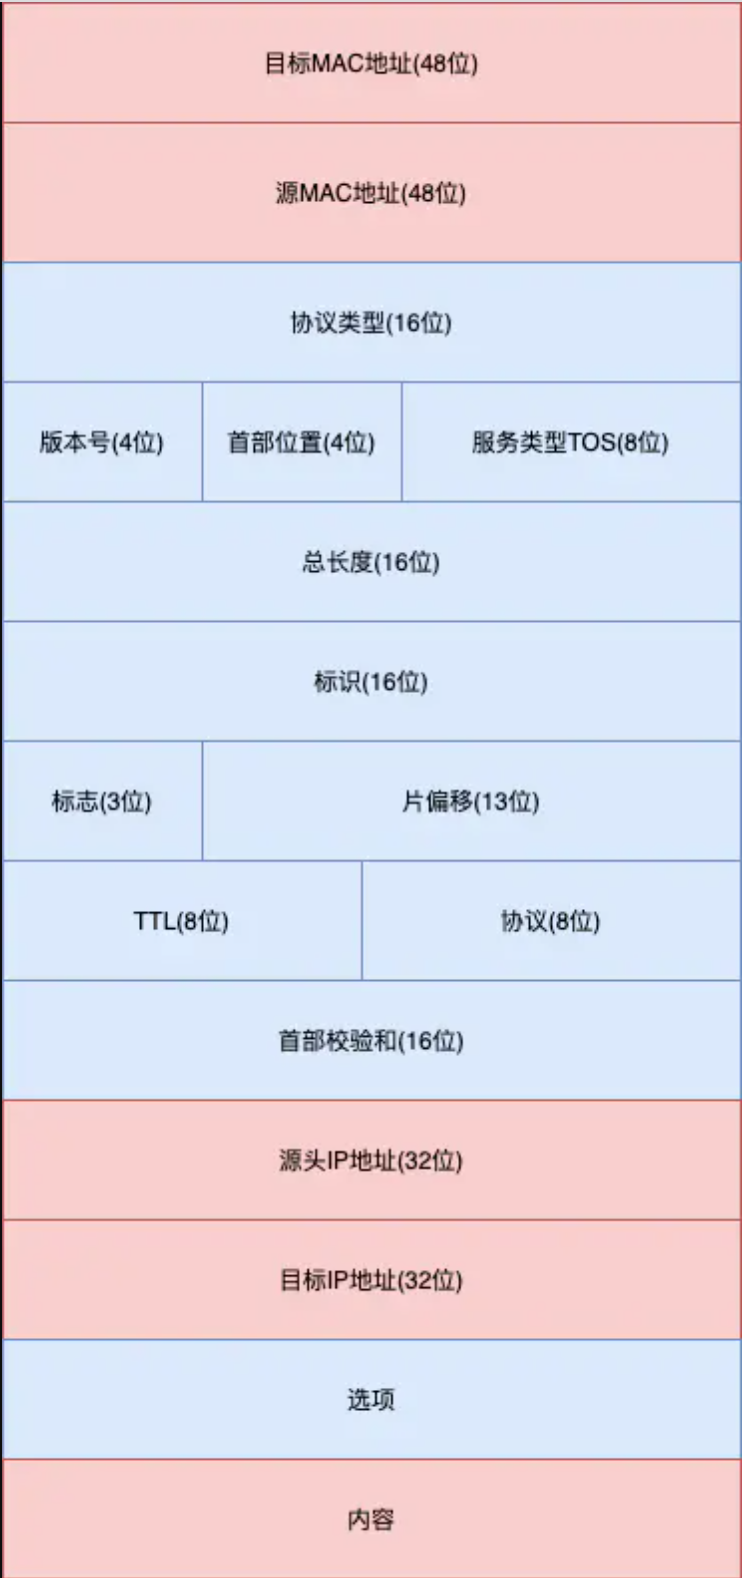 目标MAC地址(48位)
源MAC地址(48位)
协议类型(16位)
版本号(4位)
首部位置(4位)
服务类型TOS(8位)
总长度(16位)
标识(16位)
标志(3位)
片偏移(13位)
TTL(8位)
协议(8位)
首部校验和(16位)
源头IP地址(32位)
目标IP地址(32位)
选项
内容